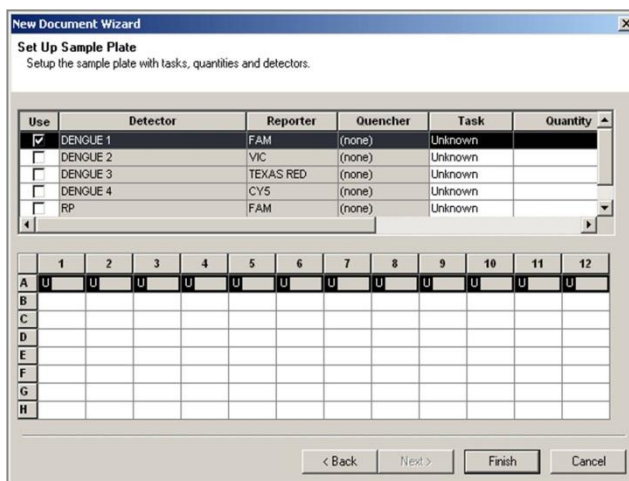 New Document Wizard
Set Up Sample Plate
Setup the sample plate with tasks, quantities and detectors.
Use Detector Reporter Quencher Task Quantity
DENGUE 1 FAM (none) Unknown
DENGUE 2 VIC (none) Unknown
DENGUE 3 TEXAS RED (none) Unknown
DENGUE 4 CY5 (none) Unknown
RP FAM (none) Unknown
1 2 3 4 5 6 7 8 9 10 11 12
A U U U U U U U U U U U U
B
C
D
E
F
G
H
< Back Next > Finish Cancel